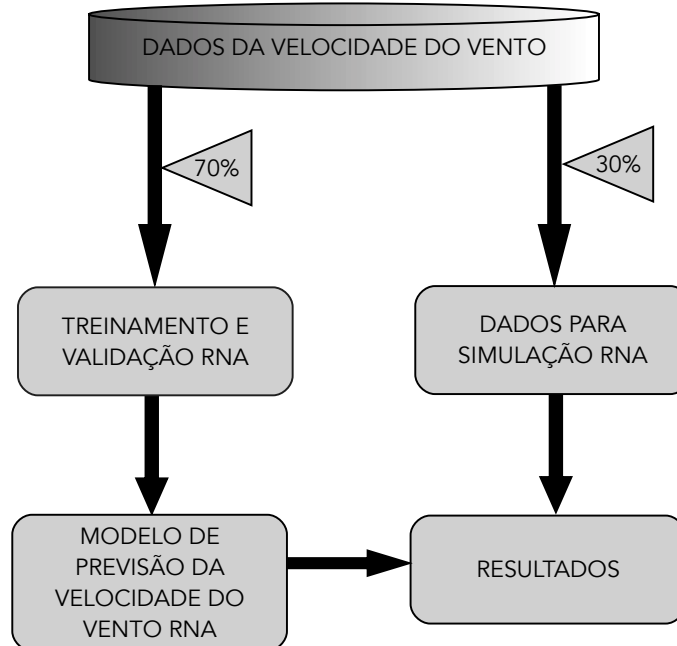 DADOS DA VELOCIDADE DO VENTO
70%
30%
TREINAMENTO E
VALIDAÇÃO RNA
DADOS PARA
SIMULAÇÃO RNA
MODELO DE
PREVISÃO DA
VELOCIDADE DO
VENTO RNA
RESULTADOS